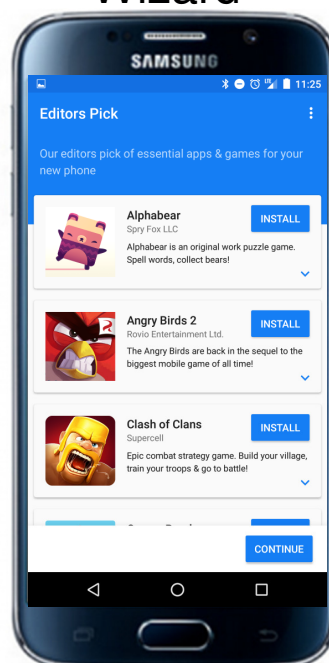 Wizard
SAMSUNG
11:25
Editors Pick
Our editors pick of essential apps & games for your
new phone
Alphabear
INSTALL
Spry Fox LLC
Alphabear is an original work puzzle game.
Spell words, collect bears!
Angry Birds 2
INSTALL
Rovio Entertainment Ltd.
The Angry Birds are back in the sequel to the
biggest mobile game of all time!
Clash of Clans
INSTALL
Supercell
Epic combat strategy game. Build your village,
train your troops & go to battle!
CONTINUE